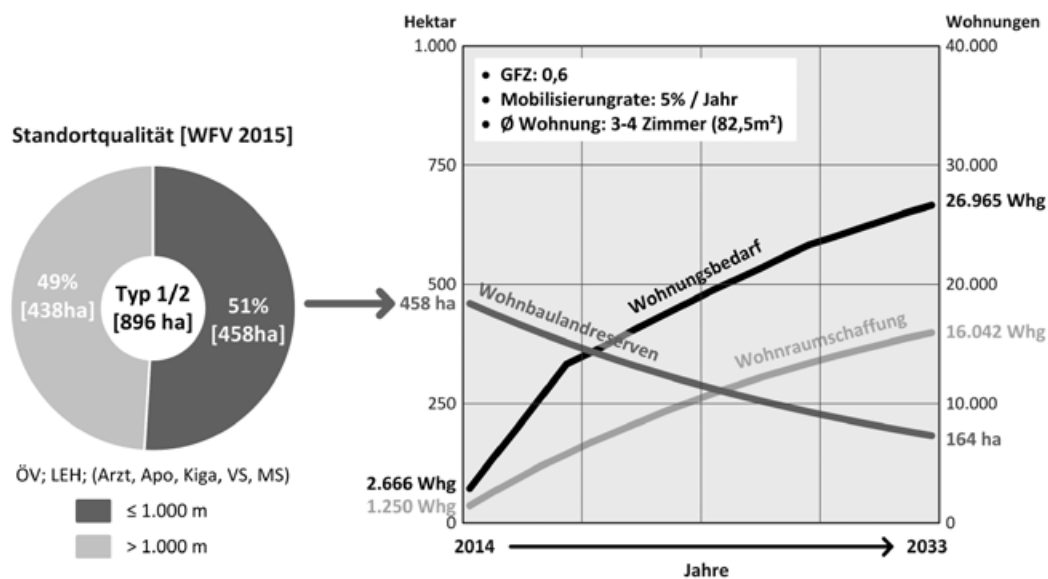 Standortqualität [WFV 2015]
49%
[438ha]
Typ 1/2
[896 ha]
51%
[458ha]
ÖV; LEH; (Arzt, Apo, Kiga, VS, MS)
≤ 1.000 m
> 1.000 m
Hektar
Wohnungen
1.000
750
500
458 ha
250
0
40.000
30.000
20.000
10.000
0
• GFZ: 0,6
• Mobilisierungrate: 5% / Jahr
• Ø Wohnung: 3-4 Zimmer (82,5m²)
Wohnungsbedarf
Wohnbaulandreserven
Wohnraumschaffung
26.965 Whg
16.042 Whg
164 ha
2.666 Whg
1.250 Whg
2014
2033
Jahre